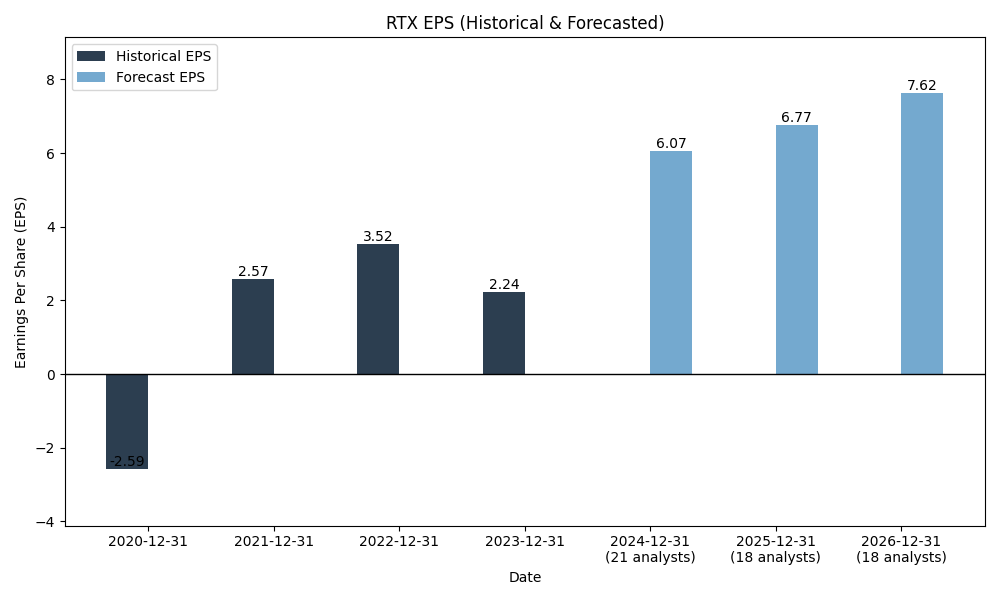 RTX EPS (Historical & Forecasted)
Historical EPS
Forecast EPS
Earnings Per Share (EPS)
8
6
4
2
0
−2
−4
-2.59
2.57
3.52
2.24
6.07
6.77
7.62
2020-12-31
2021-12-31
2022-12-31
2023-12-31
2024-12-31
(21 analysts)
2025-12-31
(18 analysts)
2026-12-31
(18 analysts)
Date